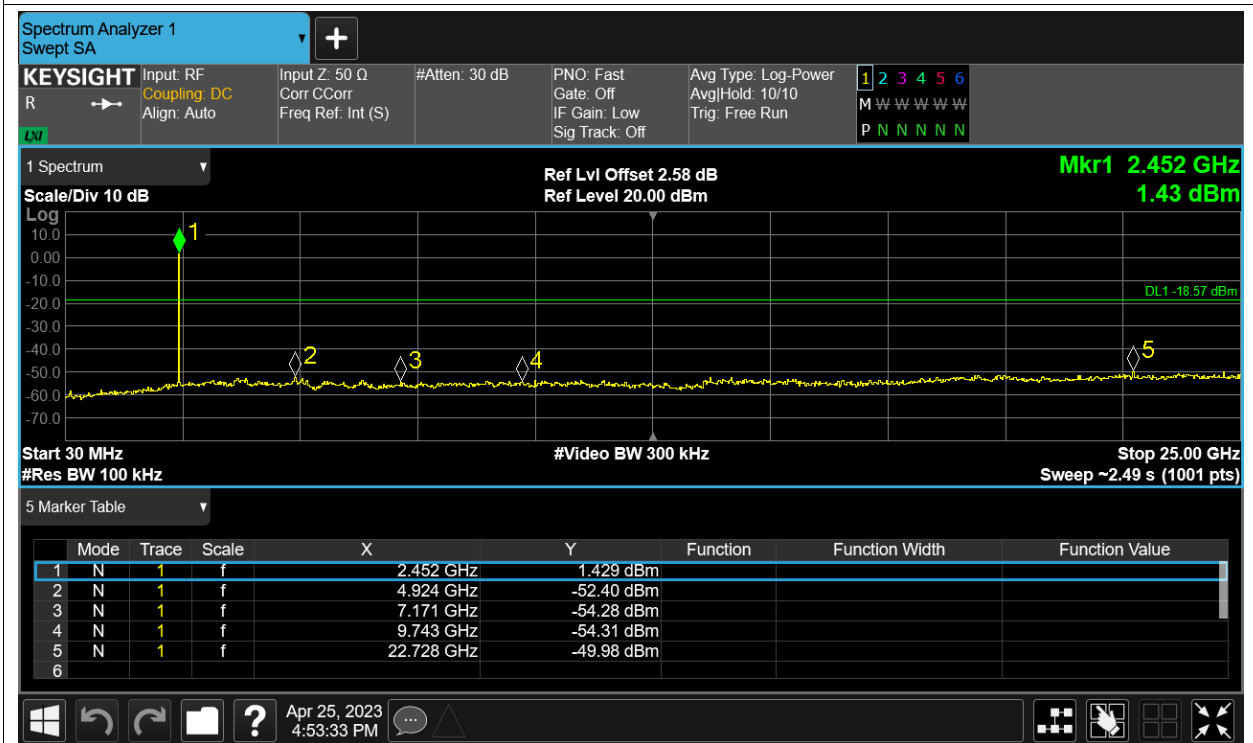 Spectrum Analyzer 1
Swept SA
KEYSIGHT
R
LXI
Input: RF
Coupling: DC
Align: Auto
Input Z: 50 Ω
Corr CCorr
Freq Ref: Int (S)
#Atten: 30 dB
PNO: Fast
Gate: Off
IF Gain: Low
Sig Track: Off
Avg Type: Log-Power
Avg|Hold: 10/10
Trig: Free Run
1 2 3 4 5 6
M W W W W W
P N N N N N
1 Spectrum
Scale/Div 10 dB
Ref Lvl Offset 2.58 dB
Ref Level 20.00 dBm
Mkr1 2.452 GHz
1.43 dBm
Log
10.0
0.00
-10.0
-20.0
-30.0
-40.0
-50.0
-60.0
-70.0
1
2
3
4
5
DL1 -18.57 dBm
Start 30 MHz
#Video BW 300 kHz
Stop 25.00 GHz
#Res BW 100 kHz
Sweep ~2.49 s (1001 pts)
5 Marker Table
Mode Trace Scale X Y Function Function Width Function Value
1 N 1 f 2.452 GHz 1.429 dBm
2 N 1 f 4.924 GHz -52.40 dBm
3 N 1 f 7.171 GHz -54.28 dBm
4 N 1 f 9.743 GHz -54.31 dBm
5 N 1 f 22.728 GHz -49.98 dBm
6
?
Apr 25, 2023
4:53:33 PM